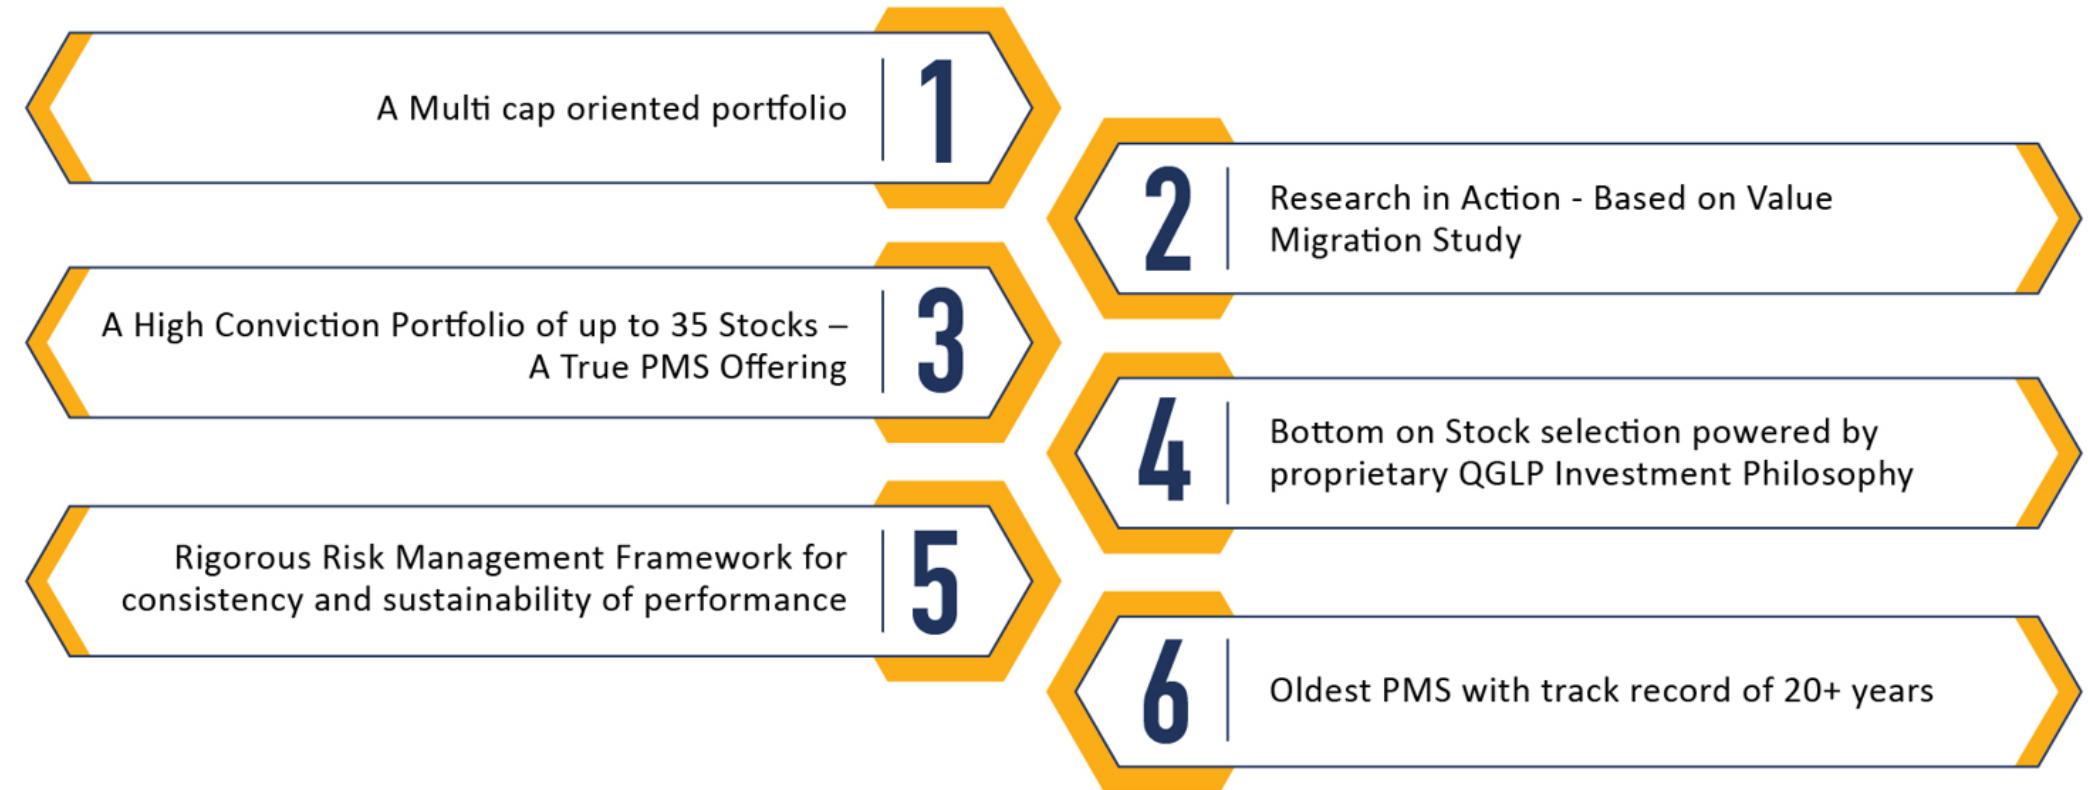 A Multi cap oriented portfolio
1
2
Research in Action - Based on Value
Migration Study
A High Conviction Portfolio of up to 35 Stocks –
A True PMS Offering
3
4
Bottom on Stock selection powered by
proprietary QGLP Investment Philosophy
Rigorous Risk Management Framework for
consistency and sustainability of performance
5
6
Oldest PMS with track record of 20+ years